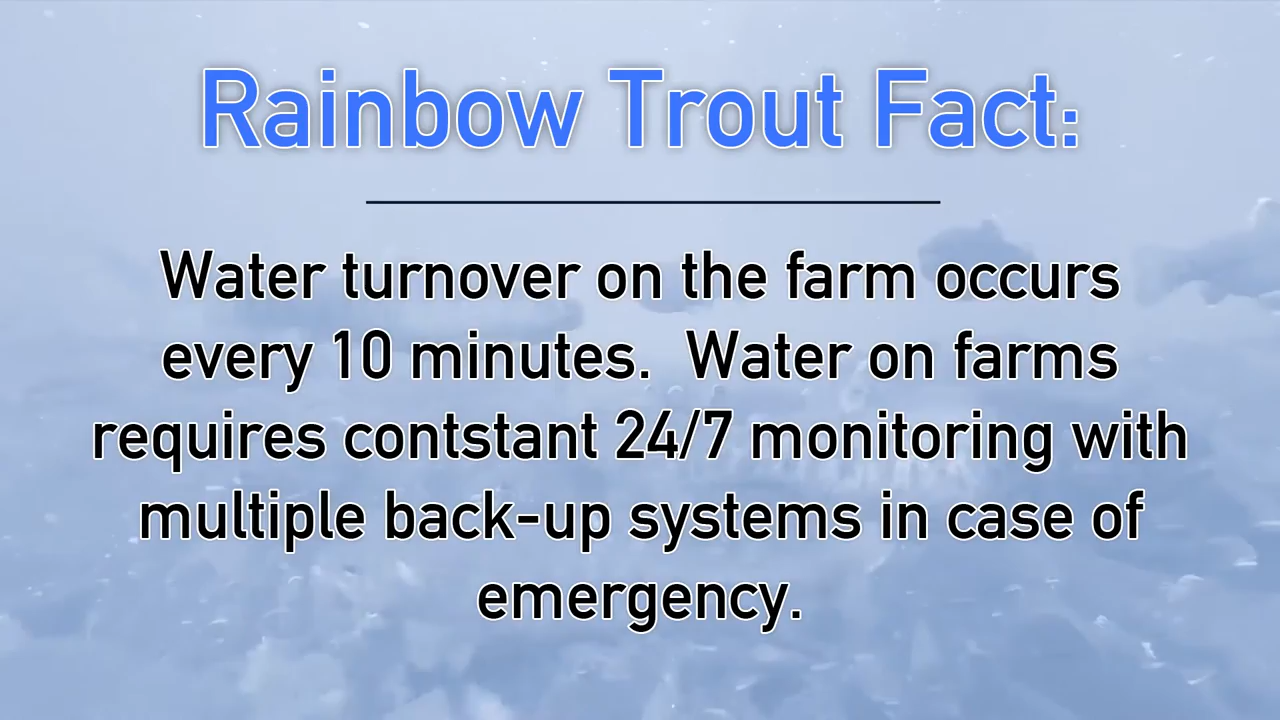 Rainbow Trout Fact:
Water turnover on the farm occurs
every 10 minutes.  Water on farms
requires contstant 24/7 monitoring with
multiple back-up systems in case of
emergency.